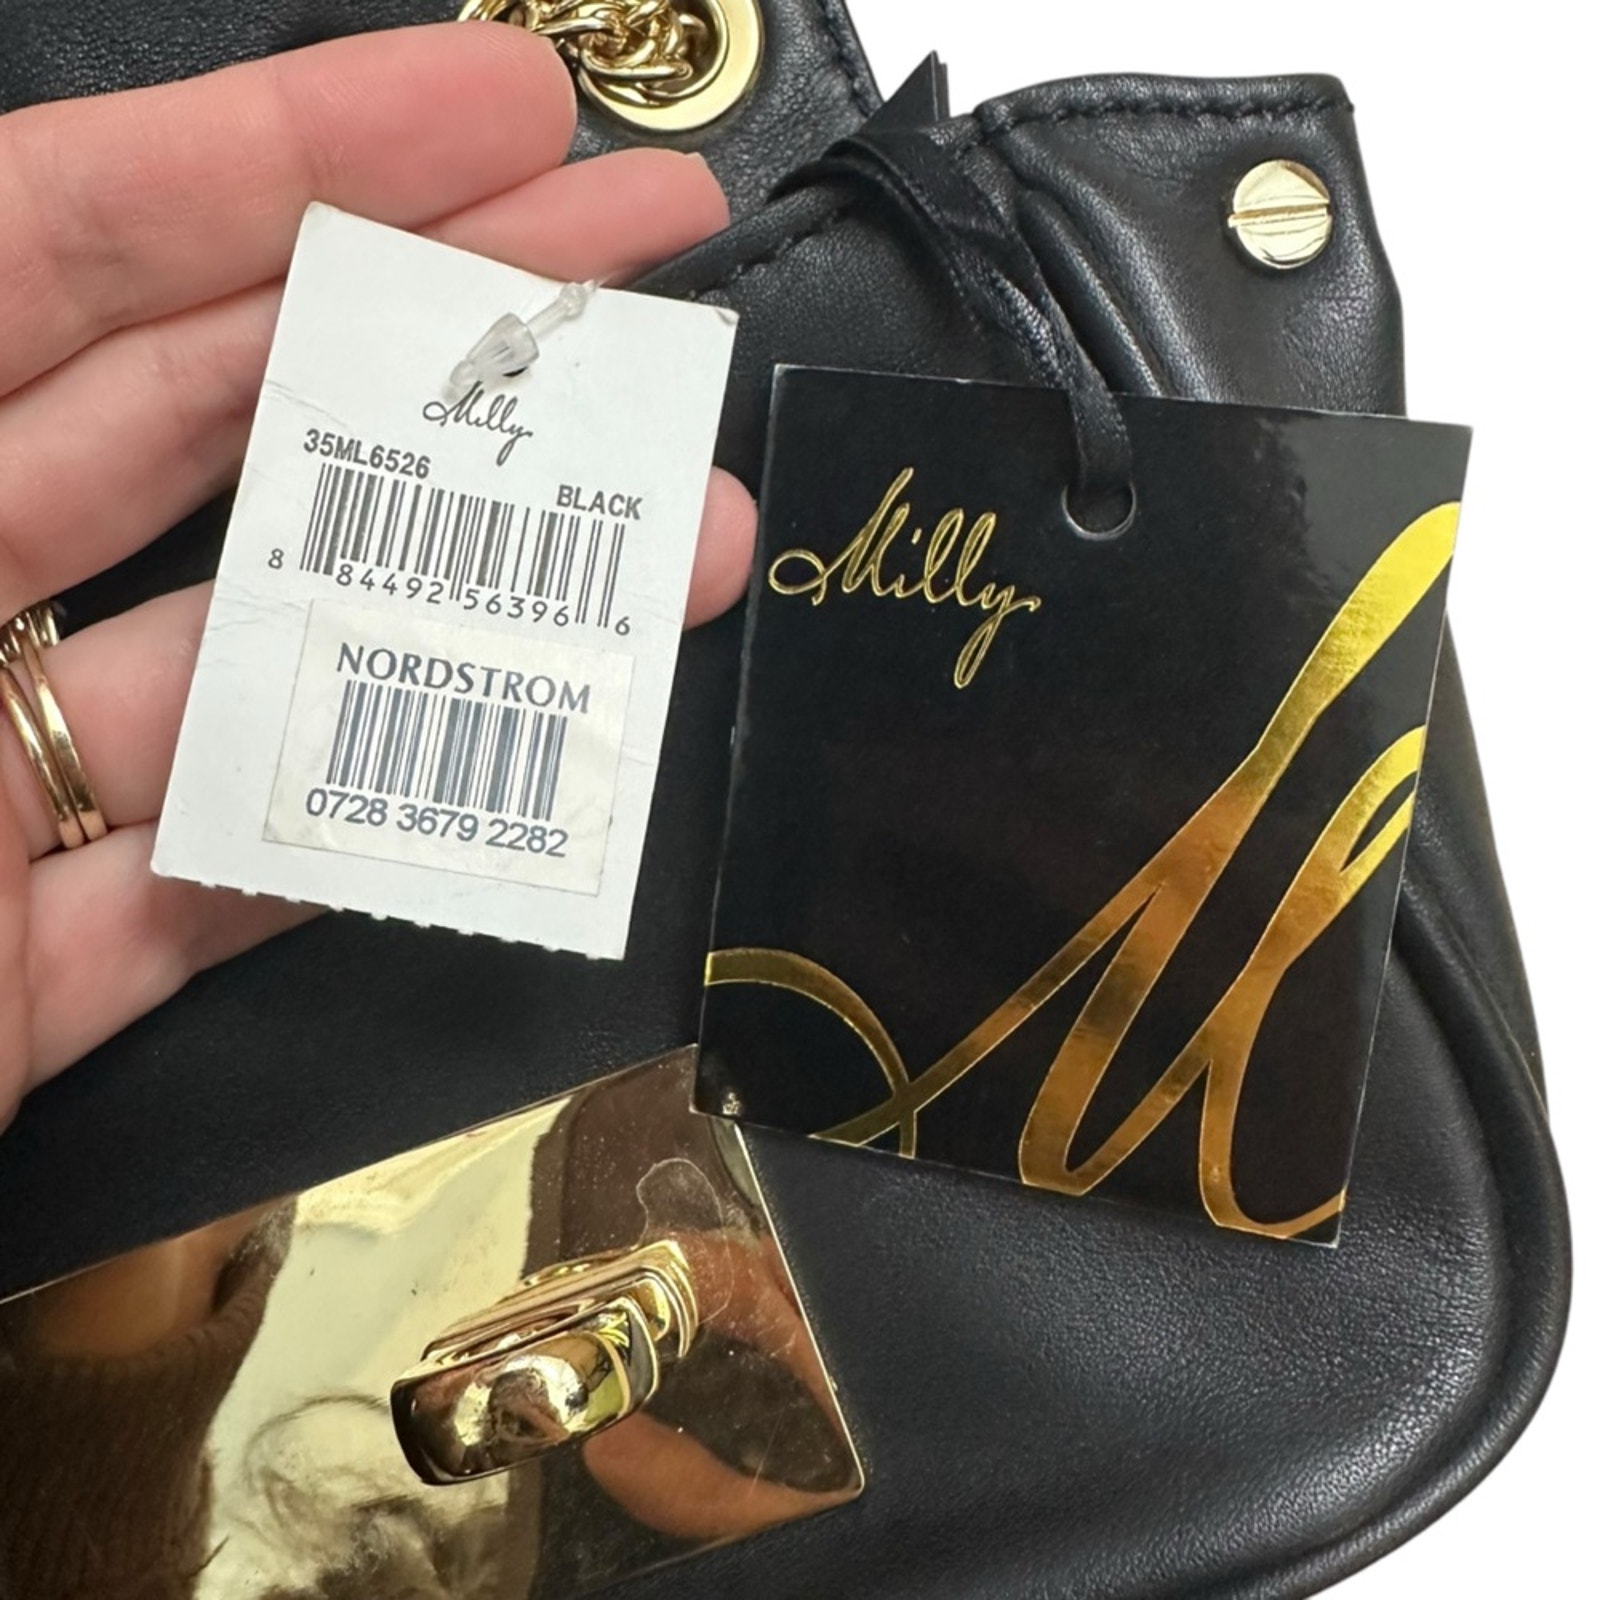 Milly
35ML6526
BLACK
8 84492 56396 6
NORDSTROM
0728 3679 2282
Milly
M